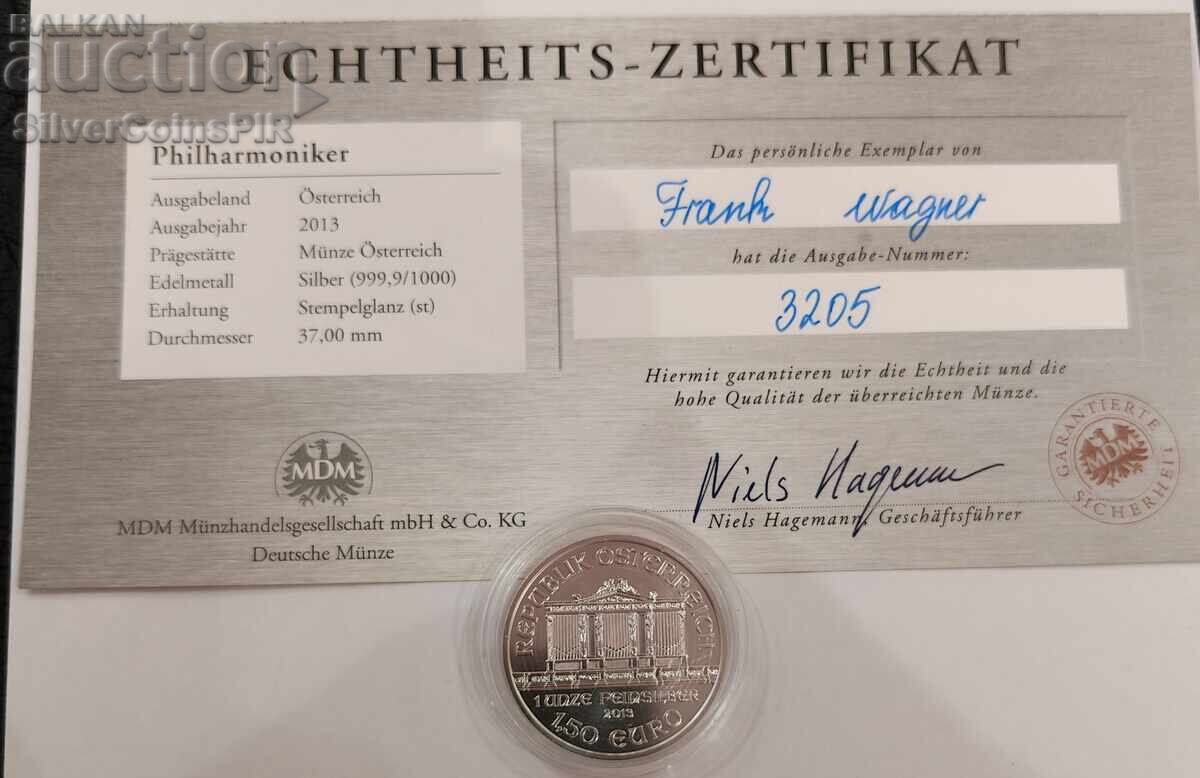 BALKAN
auction
SilverCoinsPIR
ECHTHEITS-ZERTIFIKAT
Philharmoniker
Ausgabeland Österreich
Ausgabejahr 2013
Prägestätte Münze Österreich
Edelmetall Silber (999,9/1000)
Erhaltung Stempelglanz (st)
Durchmesser 37,00 mm
MDM
MDM Münzhandelsgesellschaft mbH & Co. KG
Deutsche Münze
Das persönliche Exemplar von
Frank Wagner
hat die Ausgabe-Nummer:
3205
Hiermit garantieren wir die Echtheit und die
hohe Qualität der überreichten Münze.
Niels Hagemann
Niels Hagemann, Geschäftsführer
GARANTIERTE
MDM
SICHERHEIT
REPUBLIK ÖSTERREICH
1 UNZE FEINSILBER
2013
1,50 EURO